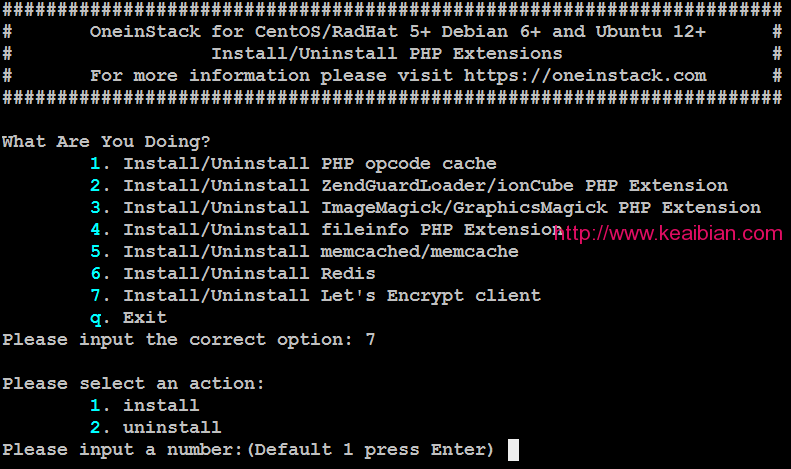 #######################################################################
#       OneinStack for CentOS/RadHat 5+ Debian 6+ and Ubuntu 12+      #
#                  Install/Uninstall PHP Extensions                   #
#       For more information please visit https://oneinstack.com      #
#######################################################################
What Are You Doing?
1. Install/Uninstall PHP opcode cache
2. Install/Uninstall ZendGuardLoader/ionCube PHP Extension
3. Install/Uninstall ImageMagick/GraphicsMagick PHP Extension
4. Install/Uninstall fileinfo PHP Extension
http://www.keaibian.com
5. Install/Uninstall memcached/memcache
6. Install/Uninstall Redis
7. Install/Uninstall Let's Encrypt client
q. Exit
Please input the correct option: 7
Please select an action:
1. install
2. uninstall
Please input a number:(Default 1 press Enter)